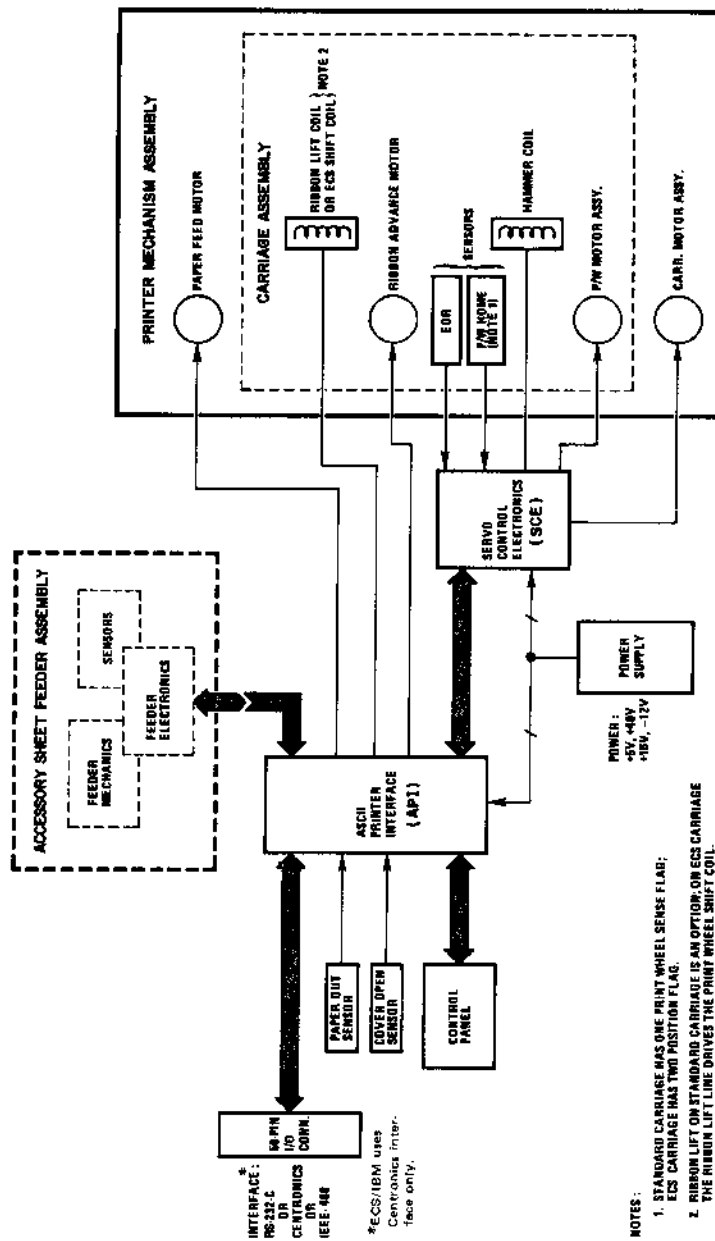 PRINTER MECHANISM ASSEMBLY
PAPER FEED MOTOR
CARRIAGE ASSEMBLY
RIBBON LIFT COIL
OR ECS SHIFT COIL
} NOTE 2
RIBBON ADVANCE MOTOR
SENSORS
EOR
P/W HOME
(NOTE 1)
HAMMER COIL
P/W MOTOR ASSY.
CARR. MOTOR ASSY.
ACCESSORY SHEET FEEDER ASSEMBLY
SENSORS
FEEDER
ELECTRONICS
FEEDER
MECHANICS
SERVO
CONTROL
ELECTRONICS
(SCE)
ASCII
PRINTER
INTERFACE
(API)
POWER
SUPPLY
POWER:
+5V, +40V
+15V, -12V
PAPER OUT
SENSOR
COVER OPEN
SENSOR
CONTROL
PANEL
50-PIN
I/O
CONN.
*
INTERFACE:
RS-232-C
OR
CENTRONICS
OR
IEEE-488
*ECS/IBM uses
Centronics inter-
face only.
NOTES:
1. STANDARD CARRIAGE HAS ONE PRINT WHEEL SENSE FLAG;
ECS CARRIAGE HAS TWO POSITION FLAG.
2. RIBBON LIFT ON STANDARD CARRIAGE IS AN OPTION; ON ECS CARRIAGE
THE RIBBON LIFT LINE DRIVES THE PRINT WHEEL SHIFT COIL.